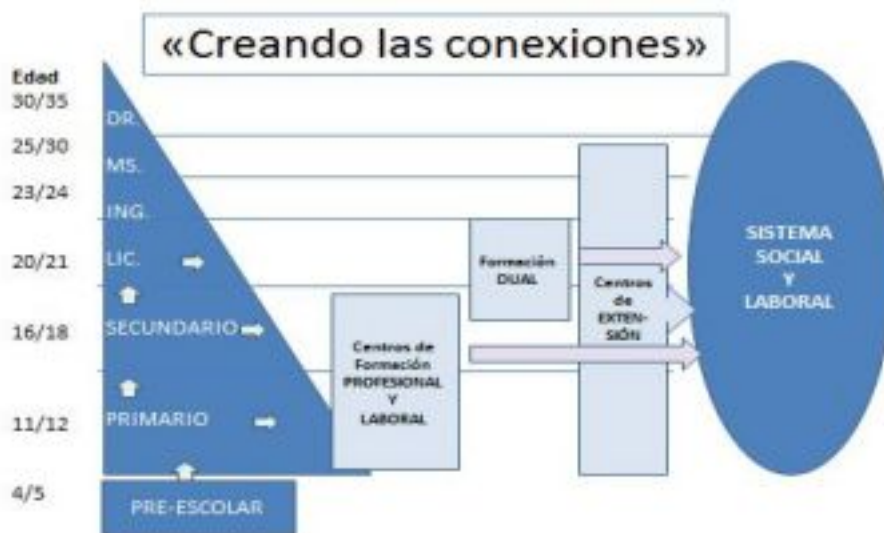 «Creando las conexiones»
Edad
30/35
25/30
23/24
20/21
16/18
11/12
4/5
DR.
MS.
ING.
LIC.
SECUNDARIO
PRIMARIO
PRE-ESCOLAR
Centros de
Formación
PROFESIONAL
Y
LABORAL
Formación
DUAL
Centros
de
EXTEN-
SIÓN
SISTEMA
SOCIAL
Y
LABORAL